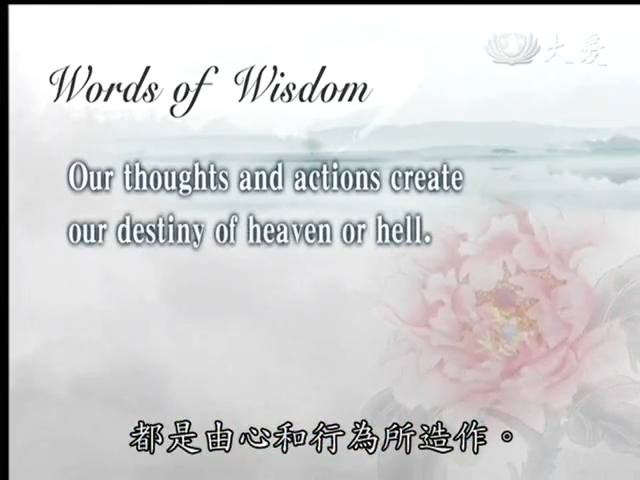 大愛
Words of Wisdom
Our thoughts and actions create
our destiny of heaven or hell.
都是由心和行為所造作。